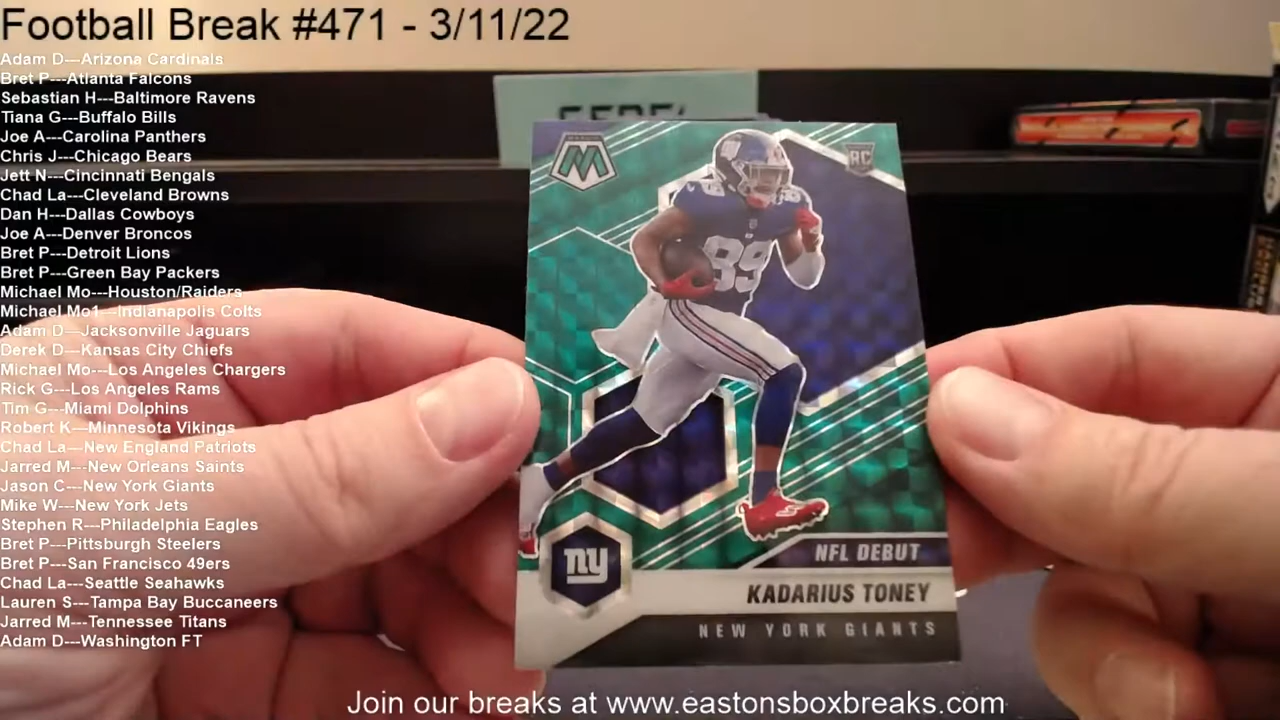 Football Break #471 - 3/11/22
Adam D---Arizona Cardinals
Bret P---Atlanta Falcons
Sebastian H---Baltimore Ravens
Tiana G---Buffalo Bills
Joe A---Carolina Panthers
Chris J---Chicago Bears
Jett N---Cincinnati Bengals
Chad La---Cleveland Browns
Dan H---Dallas Cowboys
Joe A---Denver Broncos
Bret P---Detroit Lions
Bret P---Green Bay Packers
Michael Mo---Houston/Raiders
Michael Mo1---Indianapolis Colts
Adam D---Jacksonville Jaguars
Derek D---Kansas City Chiefs
Michael Mo---Los Angeles Chargers
Rick G---Los Angeles Rams
Tim G---Miami Dolphins
Robert K---Minnesota Vikings
Chad La---New England Patriots
Jarred M---New Orleans Saints
Jason C---New York Giants
Mike W---New York Jets
Stephen R---Philadelphia Eagles
Bret P---Pittsburgh Steelers
Bret P---San Francisco 49ers
Chad La---Seattle Seahawks
Lauren S---Tampa Bay Buccaneers
Jarred M---Tennessee Titans
Adam D---Washington FT
M
RC
89
89
ny
NFL DEBUT
KADARIUS TONEY
NEW YORK GIANTS
Join our breaks at www.eastonsboxbreaks.com